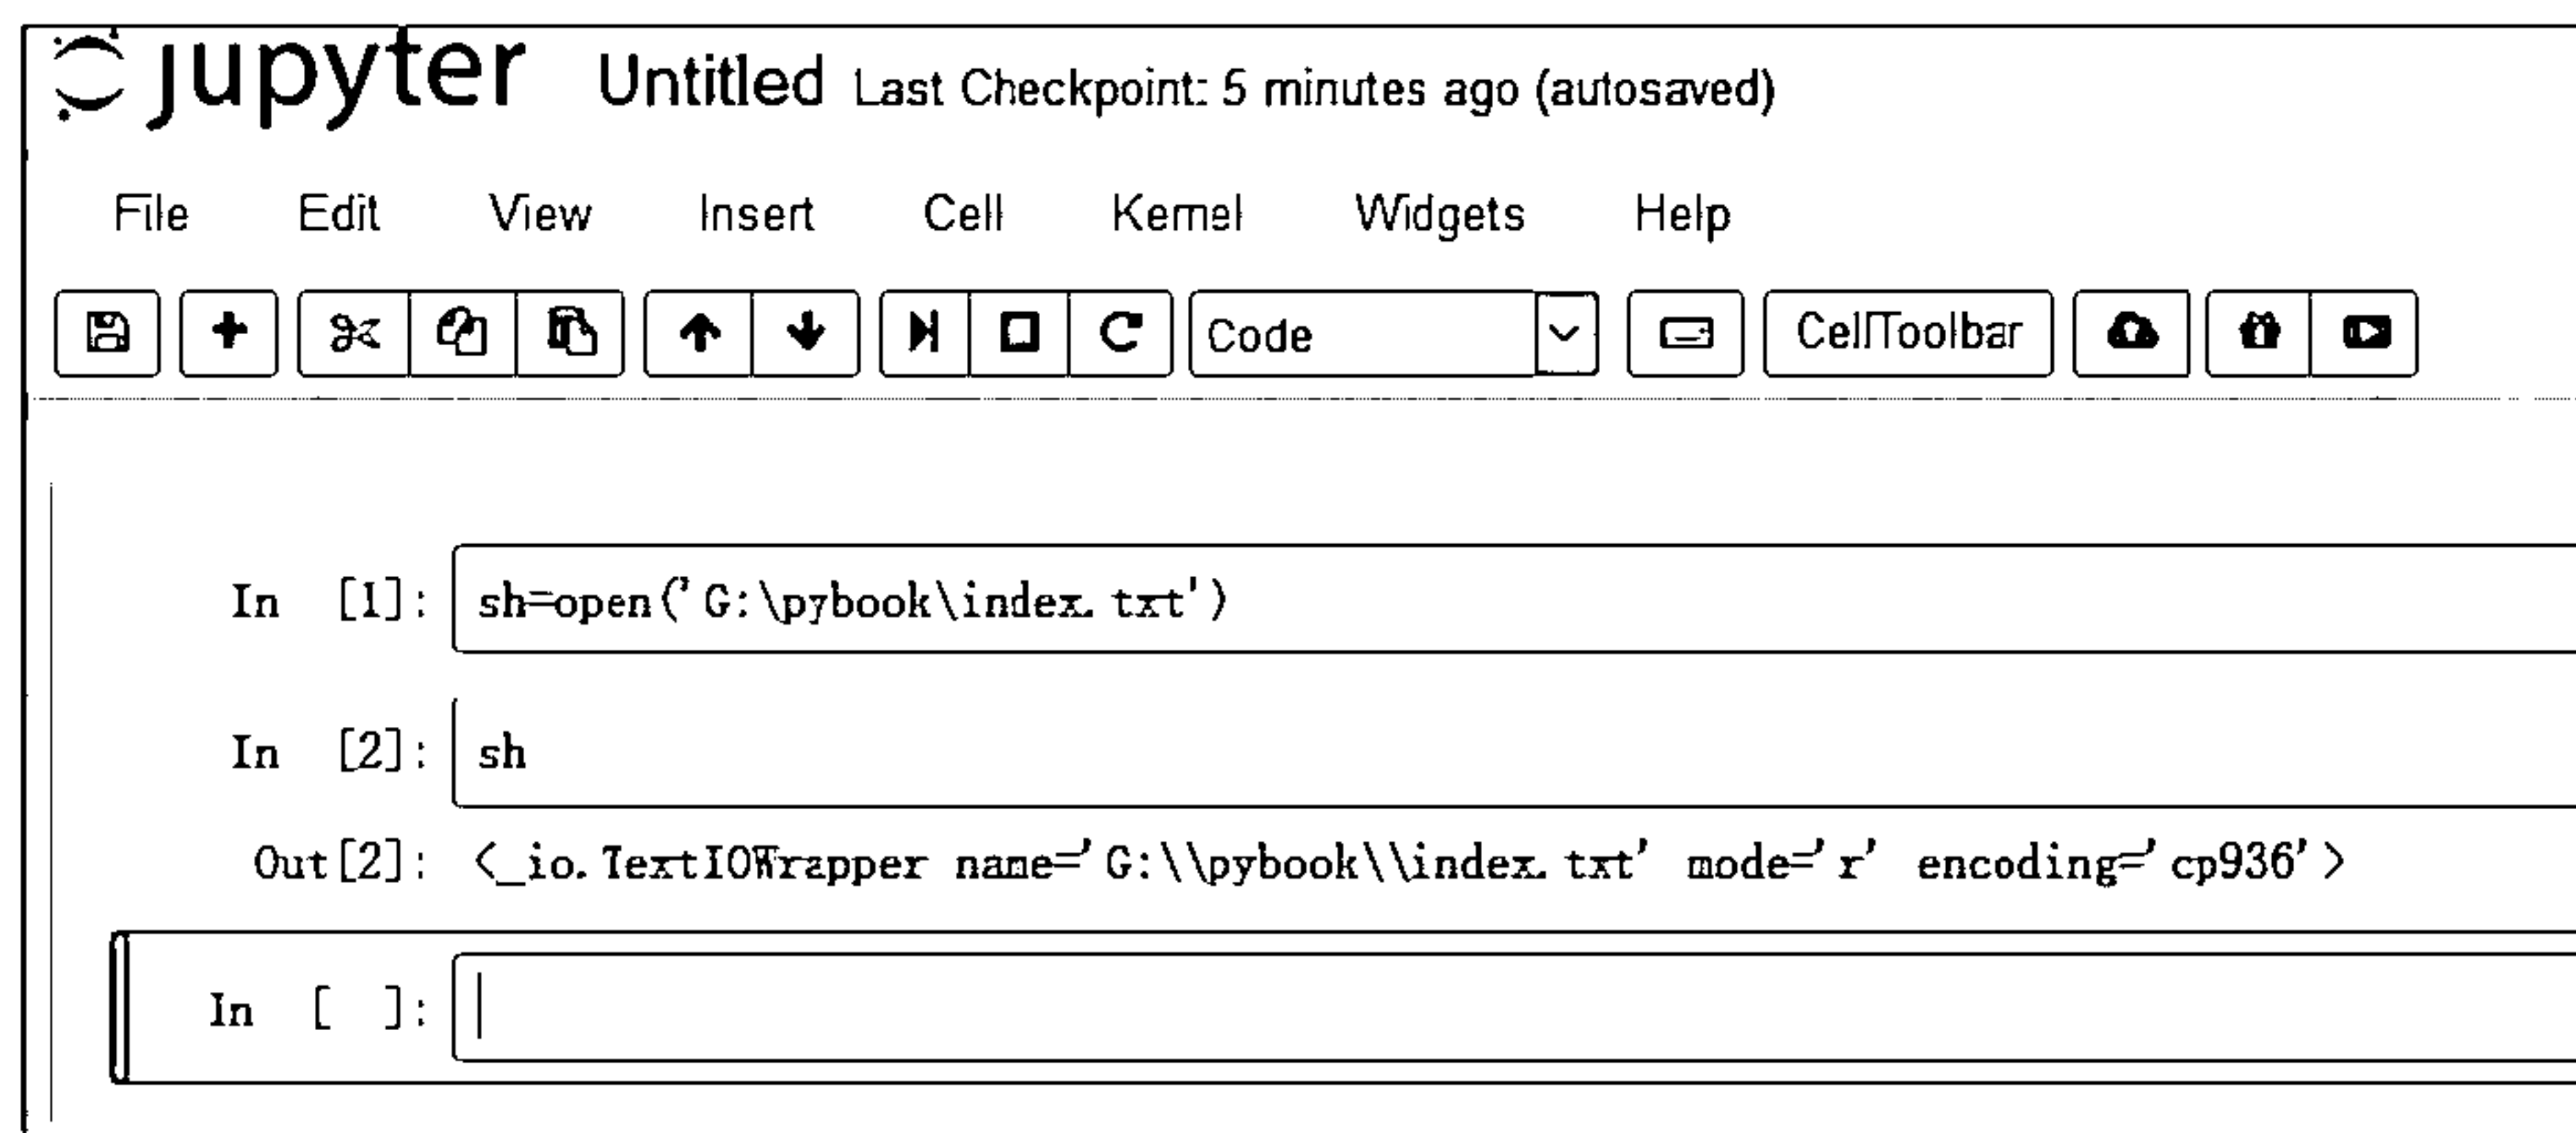 jupyter Untitled Last Checkpoint: 5 minutes ago (autosaved)
File Edit View Insert Cell Kernel Widgets Help
Code CellToolbar
In [1]: sh=open('G:\pybook\index.txt')
In [2]: sh
Out[2]: <_io.TextIOWrapper name='G:\\pybook\\index.txt' mode='r' encoding='cp936'>
In [ ]: